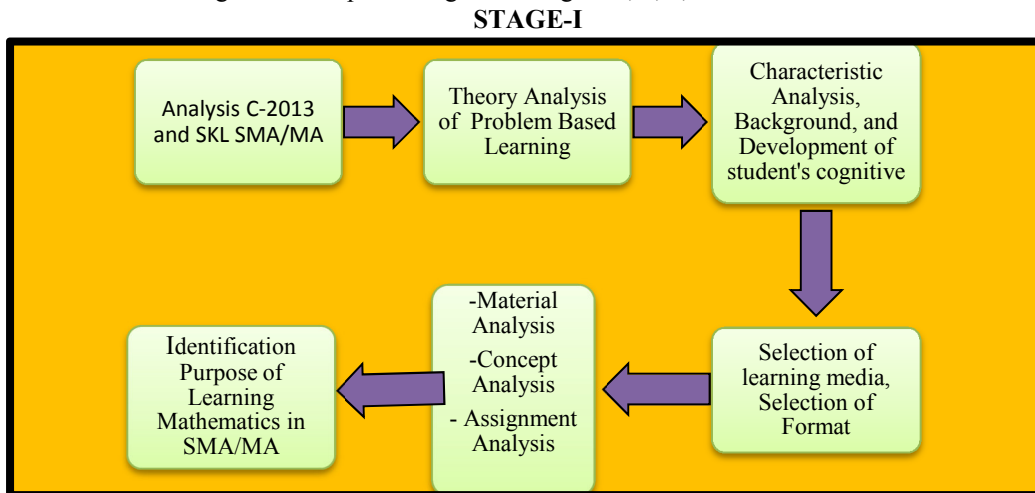 STAGE-I
Analysis C-2013
and SKL SMA/MA
Theory Analysis
of Problem Based
Learning
Characteristic
Analysis,
Background, and
Development of
student's cognitive
Selection of
learning media,
Selection of
Format
-Material
Analysis
-Concept
Analysis
- Assignment
Analysis
Identification
Purpose of
Learning
Mathematics in
SMA/MA